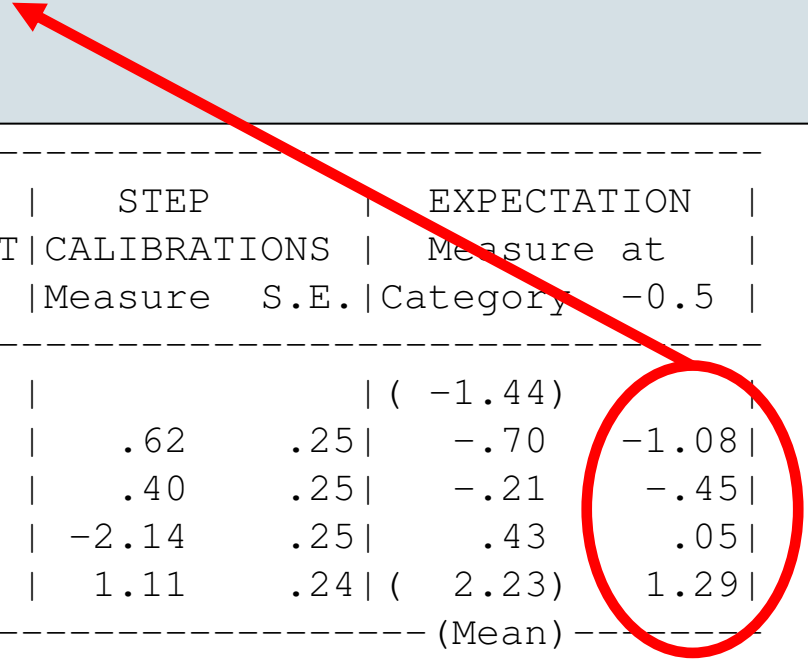 --------------------------------
| STEP | EXPECTATION |
T|CALIBRATIONS | Measure at |
|Measure S.E.|Category -0.5 |
--------------------------------
| |( -1.44) |
| .62 .25| -.70 -1.08|
| .40 .25| -.21 -.45|
| -2.14 .25| .43 .05|
| 1.11 .24|( 2.23) 1.29|
------------------(Mean)--------